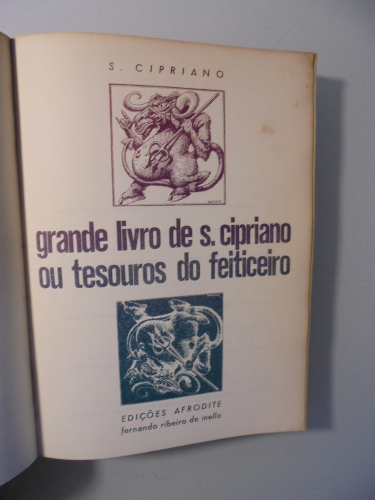 S. CIPRIANO
grande livro de s. cipriano
ou tesouros do feiticeiro
EDIÇÕES AFRODITE
fernando ribeiro de mello